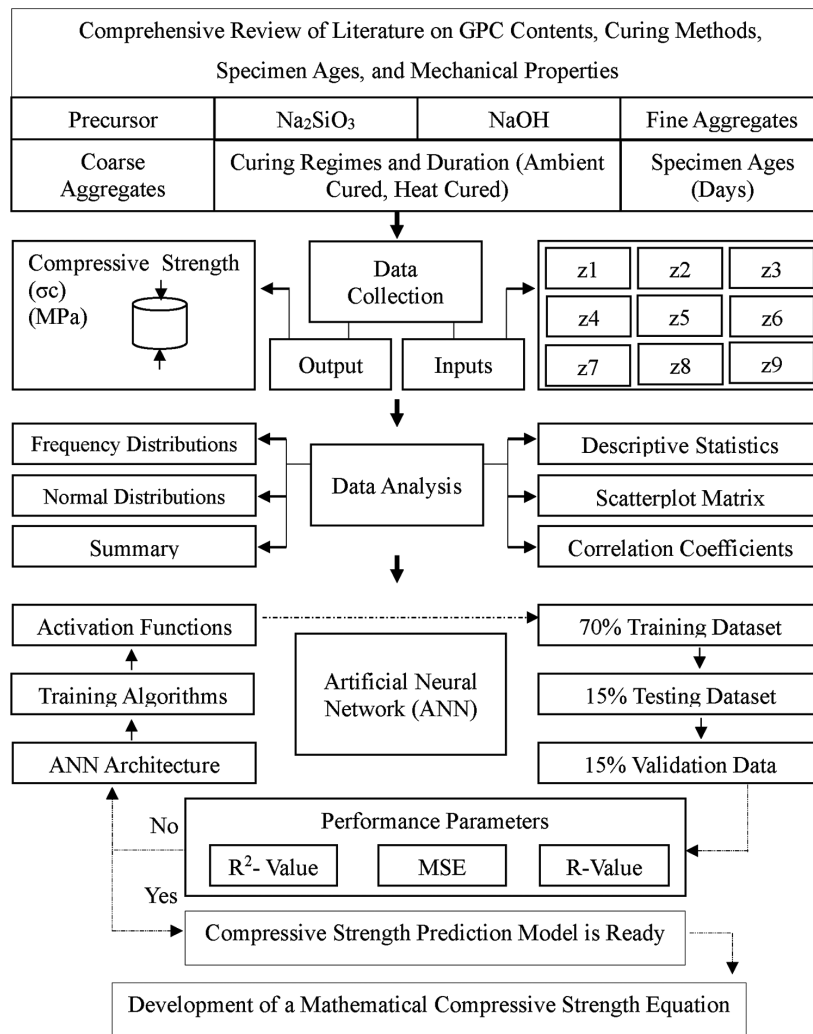 Comprehensive Review of Literature on GPC Contents, Curing Methods,
Specimen Ages, and Mechanical Properties
Precursor
Na₂SiO₃
NaOH
Fine Aggregates
Coarse
Aggregates
Curing Regimes and Duration (Ambient
Cured, Heat Cured)
Specimen Ages
(Days)
Compressive Strength
(σc)
(MPa)
Data
Collection
Output
Inputs
z1
z2
z3
z4
z5
z6
z7
z8
z9
Frequency Distributions
Normal Distributions
Summary
Data Analysis
Descriptive Statistics
Scatterplot Matrix
Correlation Coefficients
Activation Functions
Training Algorithms
ANN Architecture
Artificial Neural
Network (ANN)
70% Training Dataset
15% Testing Dataset
15% Validation Data
No
Performance Parameters
R²- Value
MSE
R-Value
Yes
Compressive Strength Prediction Model is Ready
Development of a Mathematical Compressive Strength Equation